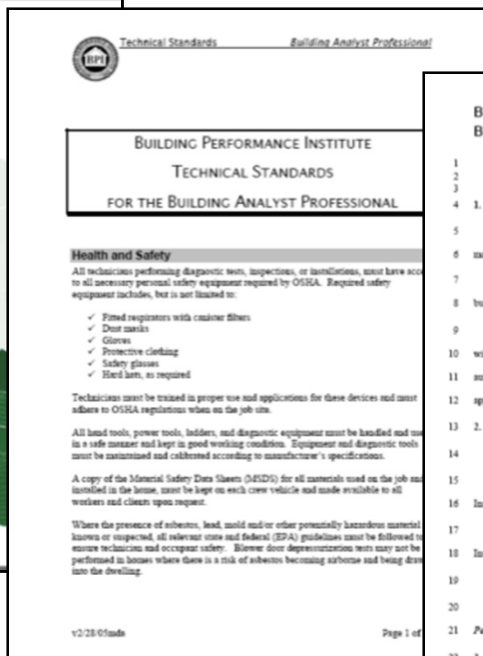 BPI
Technical Standards Building Analyst Professional
BUILDING PERFORMANCE INSTITUTE
TECHNICAL STANDARDS
FOR THE BUILDING ANALYST PROFESSIONAL
Health and Safety
All technicians performing diagnostic tests, inspections, or installations, must have acc
to all necessary personal safety equipment required by OSHA. Required safety
equipment includes, but is not limited to:
✓ Fitted respirators with canister filters
✓ Dust masks
✓ Gloves
✓ Protective clothing
✓ Safety glasses
✓ Hard hats, as required
Technicians must be trained in proper use and applications for these devices and must
adhere to OSHA regulations when on the job site.
All hand tools, power tools, ladders, and diagnostic equipment must be handled and use
in a safe manner and kept in good working condition. Equipment and diagnostic tools
must be maintained and calibrated according to manufacturer's specifications.
A copy of the Material Safety Data Sheets (MSDS) for all materials used on the job and
installed in the home, must be kept on each crew vehicle and made available to all
workers and clients upon request.
Where the presence of asbestos, lead, mold and/or other potentially hazardous material
known or suspected, all relevant state and federal (EPA) guidelines must be followed to
ensure technician and occupant safety. Blower door depressurization tests may not be
performed in homes where there is a risk of asbestos becoming airborne and being draw
into the dwelling.
v2/28/05mda Page 1 of
B
B
1
2
3
4 1.
5
6 me
7
8 bu
9
10 wi
11 su
12 ap
13 2.
14
15
16 In
17
18 In
19
20
21 Pe